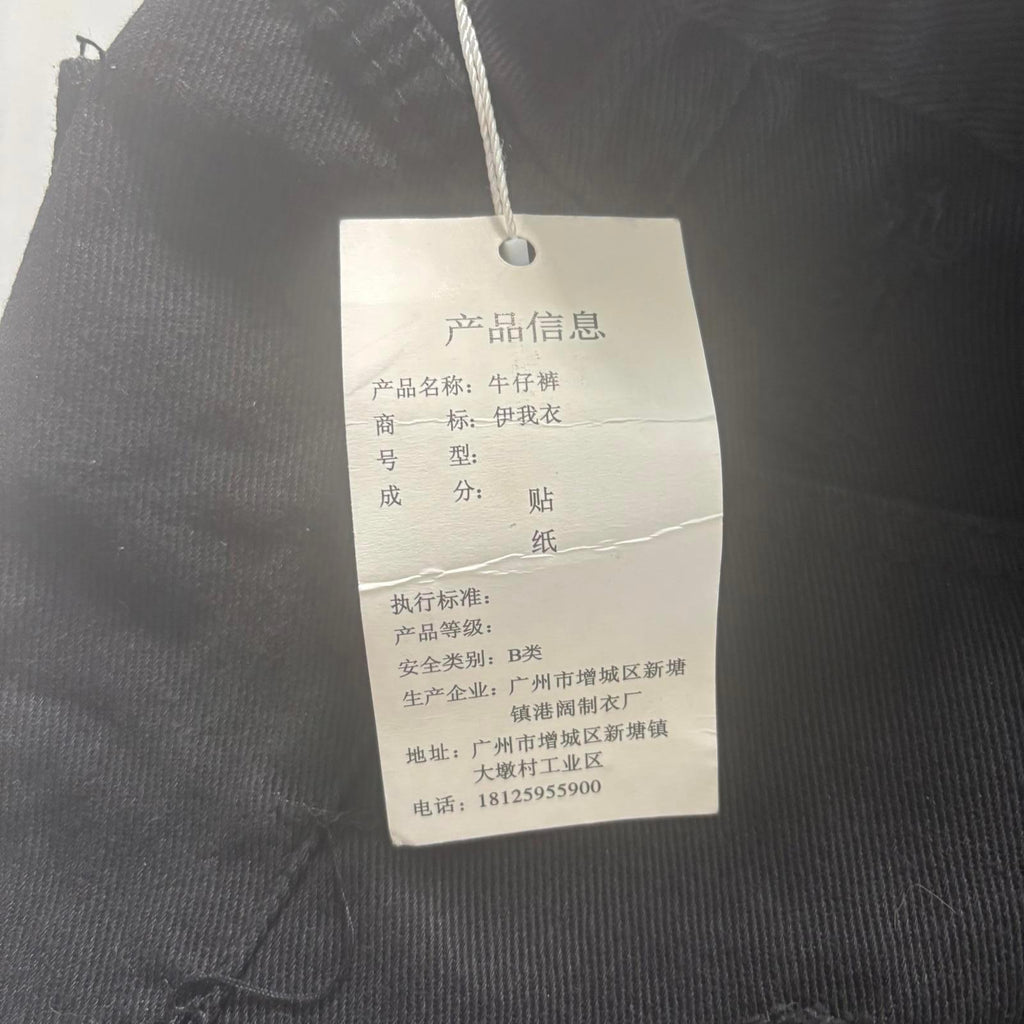 产品信息
产品名称：牛仔裤
商 标：伊我衣
号 型：
成 分：
贴
纸
执行标准：
产品等级：
安全类别：B类
生产企业：广州市增城区新塘
镇港阔制衣厂
地址：广州市增城区新塘镇
大墩村工业区
电话：18125955900